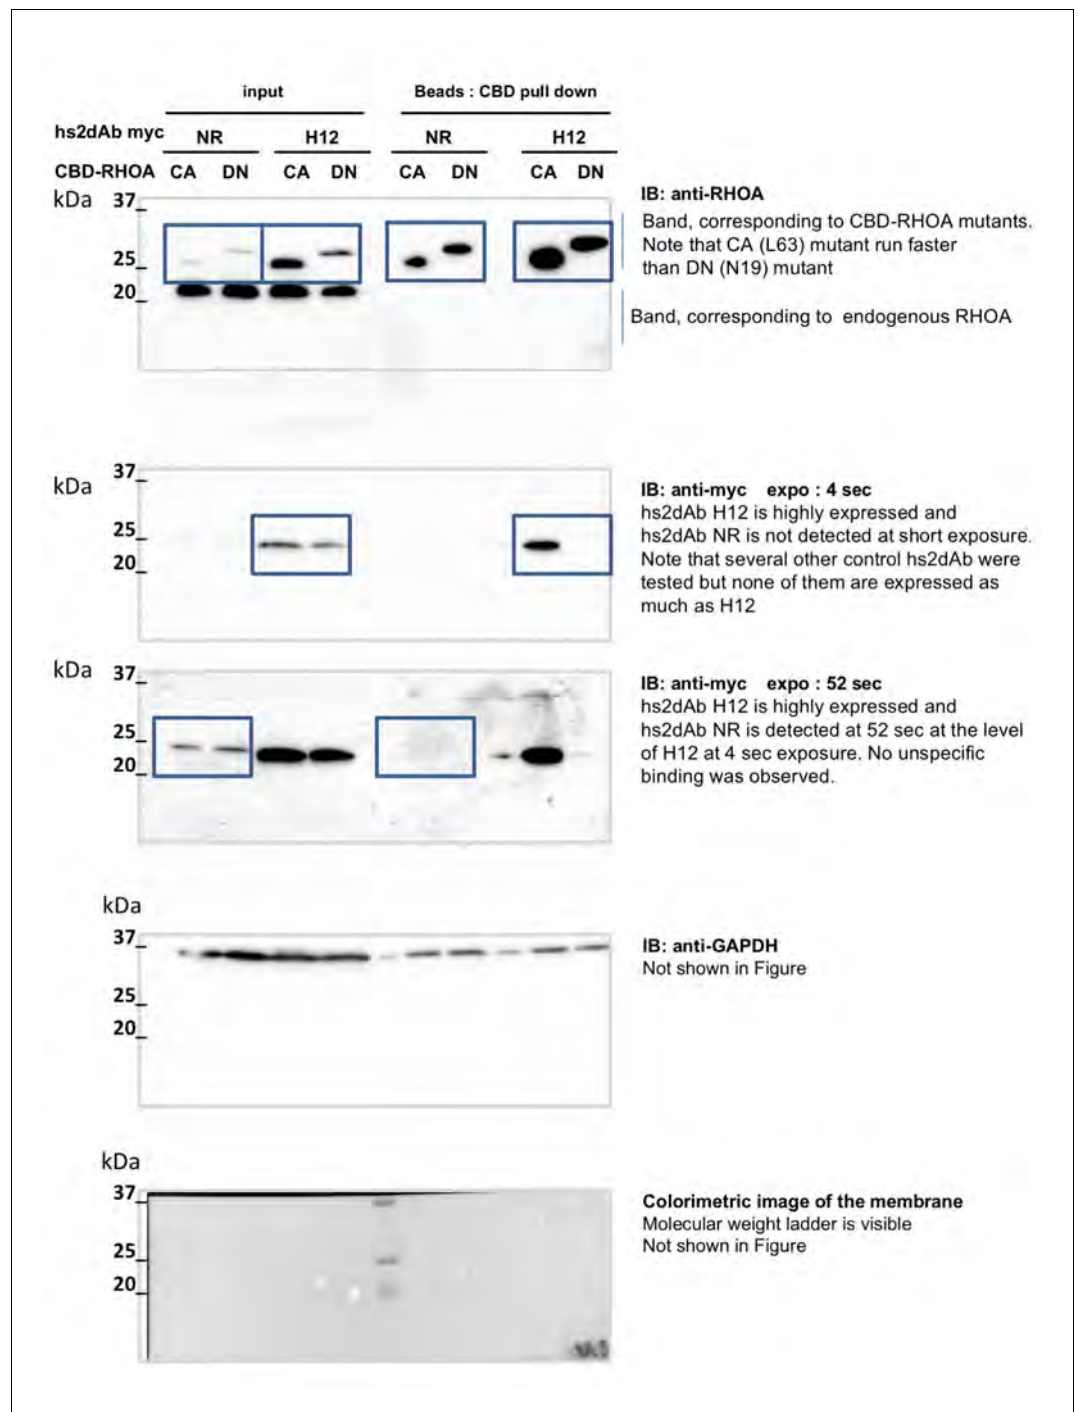 input
Beads : CBD pull down
hs2dAb myc NR H12 NR H12
CBD-RHOA CA DN CA DN CA DN CA DN
kDa 37
25
20
IB: anti-RHOA
Band, corresponding to CBD-RHOA mutants.
Note that CA (L63) mutant run faster
than DN (N19) mutant
Band, corresponding to endogenous RHOA
kDa 37
25
20
IB: anti-myc expo : 4 sec
hs2dAb H12 is highly expressed and
hs2dAb NR is not detected at short exposure.
Note that several other control hs2dAb were
tested but none of them are expressed as
much as H12
kDa 37
25
20
IB: anti-myc expo : 52 sec
hs2dAb H12 is highly expressed and
hs2dAb NR is detected at 52 sec at the level
of H12 at 4 sec exposure. No unspecific
binding was observed.
kDa
37
25
20
IB: anti-GAPDH
Not shown in Figure
kDa
37
25
20
Colorimetric image of the membrane
Molecular weight ladder is visible
Not shown in Figure